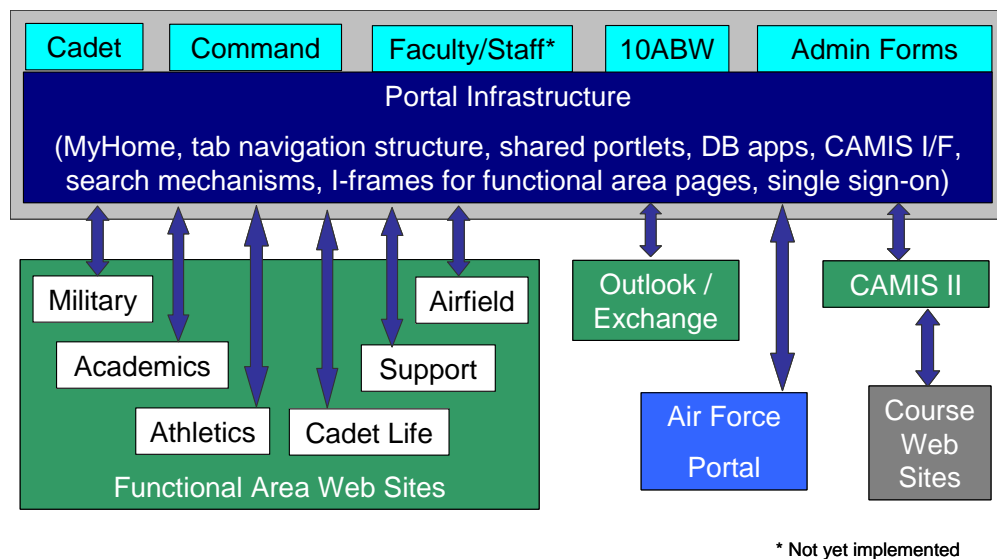 Cadet
Command
Faculty/Staff*
10ABW
Admin Forms
Portal Infrastructure
(MyHome, tab navigation structure, shared portlets, DB apps, CAMIS I/F,
search mechanisms, I-frames for functional area pages, single sign-on)
Military
Airfield
Academics
Support
Athletics
Cadet Life
Functional Area Web Sites
Outlook /
Exchange
CAMIS II
Air Force
Portal
Course
Web
Sites
* Not yet implemented